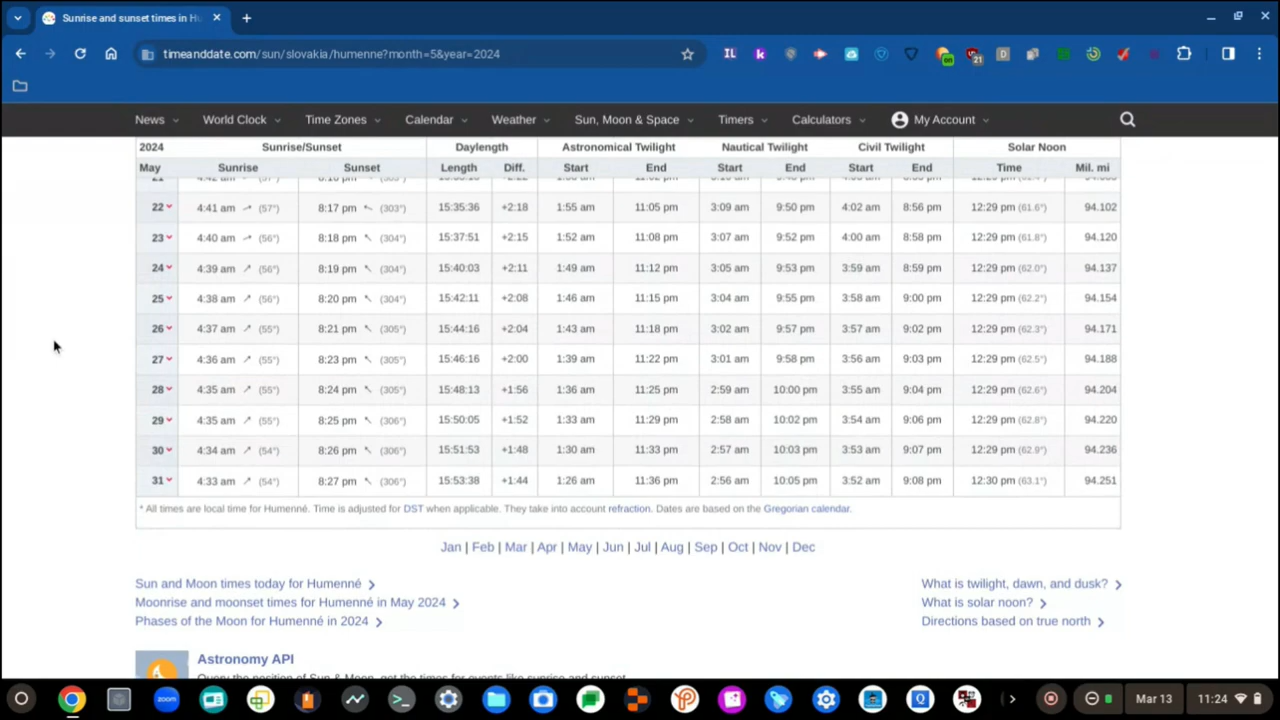 Sunrise and sunset times in Hu
timeanddate.com/sun/slovakia/humenne?month=5&year=2024
News World Clock Time Zones Calendar Weather Sun, Moon & Space Timers Calculators My Account
2024 Sunrise/Sunset Daylength Astronomical Twilight Nautical Twilight Civil Twilight Solar Noon
May Sunrise Sunset Length Diff. Start End Start End Start End Time Mil. mi
22 4:41 am (57°) 8:17 pm (303°) 15:35:36 +2:18 1:55 am 11:05 pm 3:09 am 9:50 pm 4:02 am 8:56 pm 12:29 pm (61.6°) 94.102
23 4:40 am (56°) 8:18 pm (304°) 15:37:51 +2:15 1:52 am 11:08 pm 3:07 am 9:52 pm 4:00 am 8:58 pm 12:29 pm (61.8°) 94.120
24 4:39 am (56°) 8:19 pm (304°) 15:40:03 +2:11 1:49 am 11:12 pm 3:05 am 9:53 pm 3:59 am 8:59 pm 12:29 pm (62.0°) 94.137
25 4:38 am (56°) 8:20 pm (304°) 15:42:11 +2:08 1:46 am 11:15 pm 3:04 am 9:55 pm 3:58 am 9:00 pm 12:29 pm (62.2°) 94.154
26 4:37 am (55°) 8:21 pm (305°) 15:44:16 +2:04 1:43 am 11:18 pm 3:02 am 9:57 pm 3:57 am 9:02 pm 12:29 pm (62.3°) 94.171
27 4:36 am (55°) 8:23 pm (305°) 15:46:16 +2:00 1:39 am 11:22 pm 3:01 am 9:58 pm 3:56 am 9:03 pm 12:29 pm (62.5°) 94.188
28 4:35 am (55°) 8:24 pm (305°) 15:48:13 +1:56 1:36 am 11:25 pm 2:59 am 10:00 pm 3:55 am 9:04 pm 12:29 pm (62.6°) 94.204
29 4:35 am (55°) 8:25 pm (306°) 15:50:05 +1:52 1:33 am 11:29 pm 2:58 am 10:02 pm 3:54 am 9:06 pm 12:29 pm (62.8°) 94.220
30 4:34 am (54°) 8:26 pm (306°) 15:51:53 +1:48 1:30 am 11:33 pm 2:57 am 10:03 pm 3:53 am 9:07 pm 12:29 pm (62.9°) 94.236
31 4:33 am (54°) 8:27 pm (306°) 15:53:38 +1:44 1:26 am 11:36 pm 2:56 am 10:05 pm 3:52 am 9:08 pm 12:30 pm (63.1°) 94.251
* All times are local time for Humenné. Time is adjusted for DST when applicable. They take into account refraction. Dates are based on the Gregorian calendar.
Jan | Feb | Mar | Apr | May | Jun | Jul | Aug | Sep | Oct | Nov | Dec
Sun and Moon times today for Humenné What is twilight, dawn, and dusk?
Moonrise and moonset times for Humenné in May 2024 What is solar noon?
Phases of the Moon for Humenné in 2024 Directions based on true north
Astronomy API
Mar 13 11:24